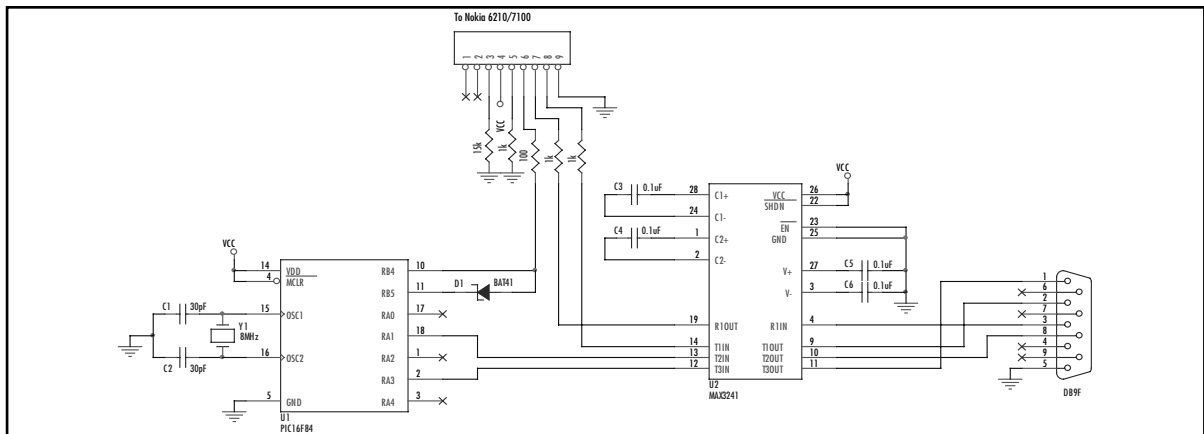 To Nokia 6210/7100
1 2 3 4 5 6 7 8 9
VCC
15k
1k
100
1k
1k
VCC
14 VDD
4 MCLR
C1 30pF
15 OSC1
Y1
8MHz
16 OSC2
C2 30pF
5 GND
U1
PIC16F84
RB4 10
RB5 11
RA0 17
RA1 18
RA2 1
RA3 2
RA4 3
D1 BAT41
C3 0.1uF
28 C1+
24 C1-
C4 0.1uF
1 C2+
2 C2-
19 R1OUT
14 T1IN
13 T2IN
12 T3IN
U2
MAX3241
VCC
VCC 26
SHDN 22
EN 23
GND 25
V+ 27 C5 0.1uF
V- 3 C6 0.1uF
R1IN 4
T1OUT 9
T2OUT 10
T3OUT 11
1
6
2
7
3
8
4
9
5
DB9F